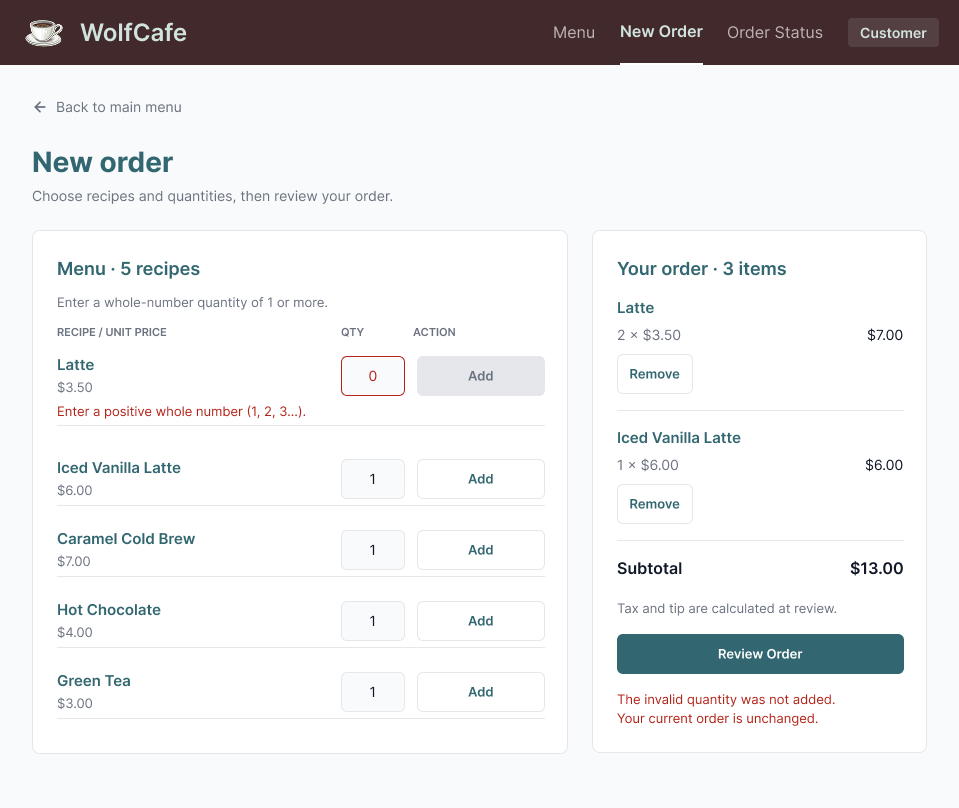 WolfCafe
Menu
New Order
Order Status
Customer
← Back to main menu
New order
Choose recipes and quantities, then review your order.
Menu · 5 recipes
Enter a whole-number quantity of 1 or more.
RECIPE / UNIT PRICE QTY ACTION
Latte
$3.50
0
Add
Enter a positive whole number (1, 2, 3…).
Iced Vanilla Latte
$6.00
1
Add
Caramel Cold Brew
$7.00
1
Add
Hot Chocolate
$4.00
1
Add
Green Tea
$3.00
1
Add
Your order · 3 items
Latte
2 × $3.50 $7.00
Remove
Iced Vanilla Latte
1 × $6.00 $6.00
Remove
Subtotal $13.00
Tax and tip are calculated at review.
Review Order
The invalid quantity was not added.
Your current order is unchanged.